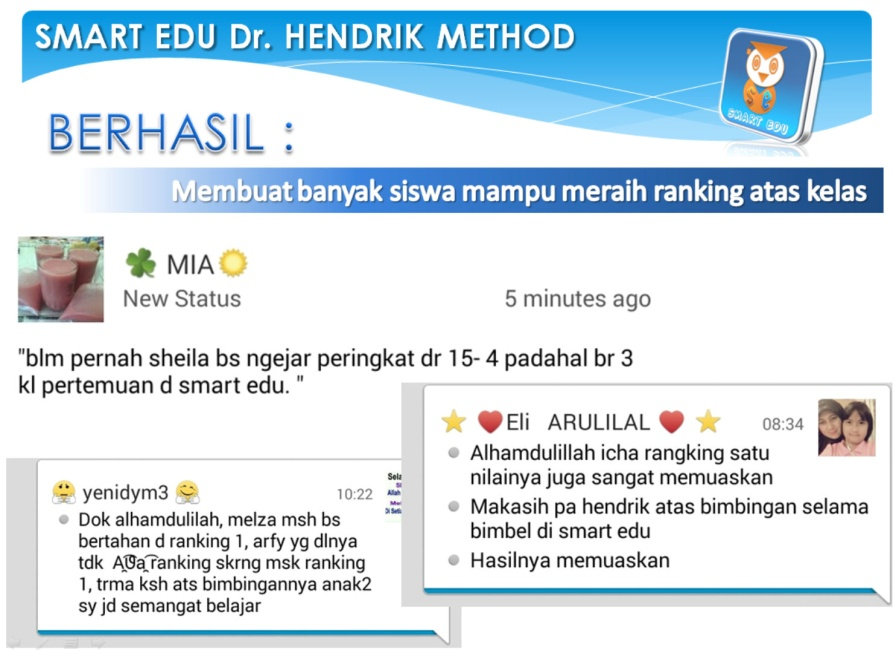 SMART EDU Dr. HENDRIK METHOD
SMART EDU
BERHASIL :
Membuat banyak siswa mampu meraih ranking atas kelas
MIA
New Status
5 minutes ago
"blm pernah sheila bs ngejar peringkat dr 15- 4 padahal br 3
kl pertemuan d smart edu. "
Eli ARULILAL
08:34
Alhamdulillah icha rangking satu
nilainya juga sangat memuaskan
Makasih pa hendrik atas bimbingan selama
bimbel di smart edu
Hasilnya memuaskan
yenidym3
10:22
Dok alhamdulilah, melza msh bs
bertahan d ranking 1, arfy yg dlnya
tdk ranking skrng msk ranking
1, trma ksh ats bimbingannya anak2
sy jd semangat belajar